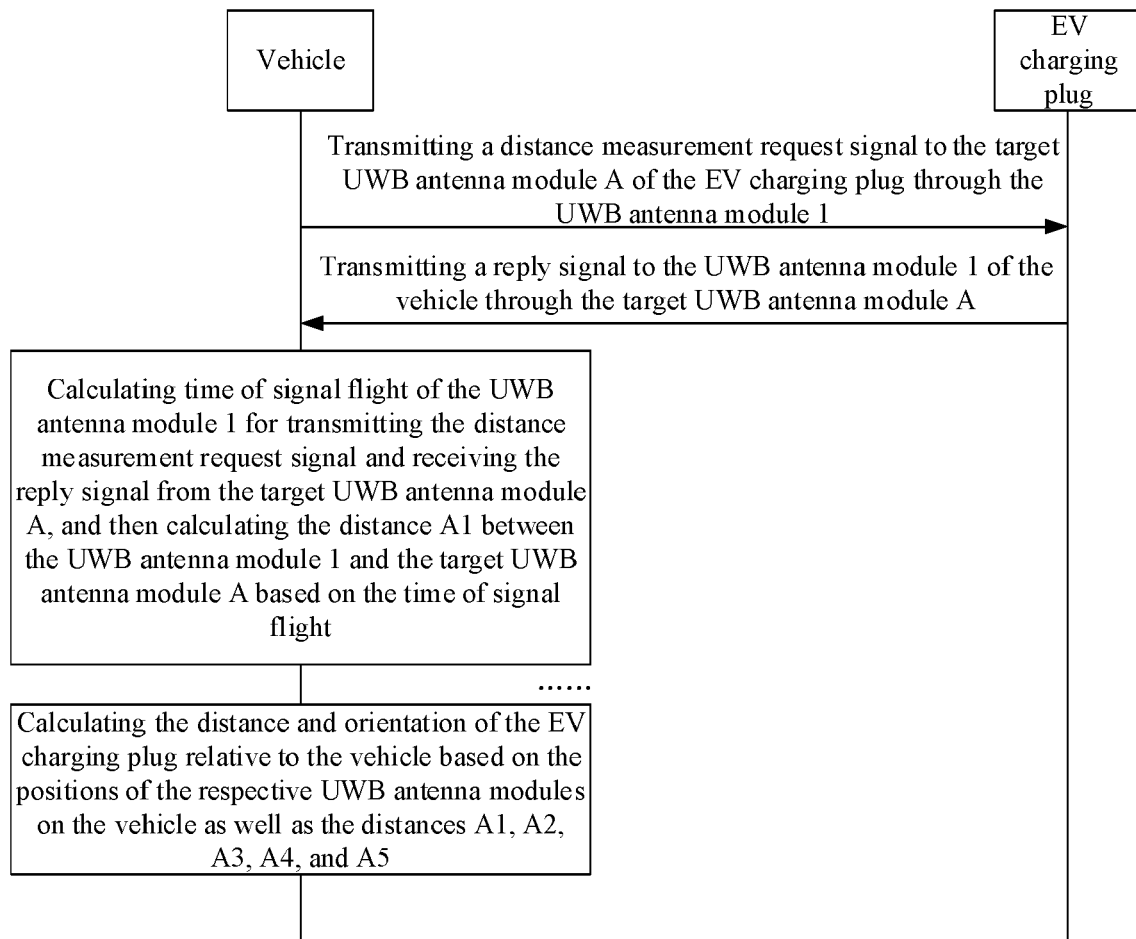 Vehicle
EV
charging
plug
Transmitting a distance measurement request signal to the target
UWB antenna module A of the EV charging plug through the
UWB antenna module 1
Transmitting a reply signal to the UWB antenna module 1 of the
vehicle through the target UWB antenna module A
Calculating time of signal flight of the UWB
antenna module 1 for transmitting the distance
measurement request signal and receiving the
reply signal from the target UWB antenna module
A, and then calculating the distance A1 between
the UWB antenna module 1 and the target UWB
antenna module A based on the time of signal
flight
......
Calculating the distance and orientation of the EV
charging plug relative to the vehicle based on the
positions of the respective UWB antenna modules
on the vehicle as well as the distances A1, A2,
A3, A4, and A5